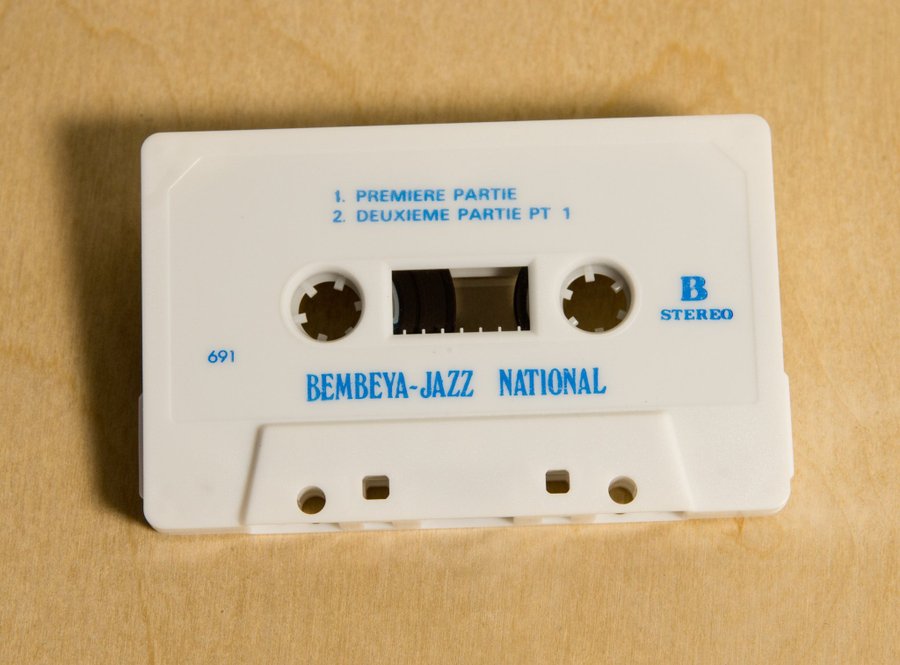 1. PREMIERE PARTIE
2. DEUXIEME PARTIE PT 1
B
STEREO
691
BEMBEYA-JAZZ NATIONAL